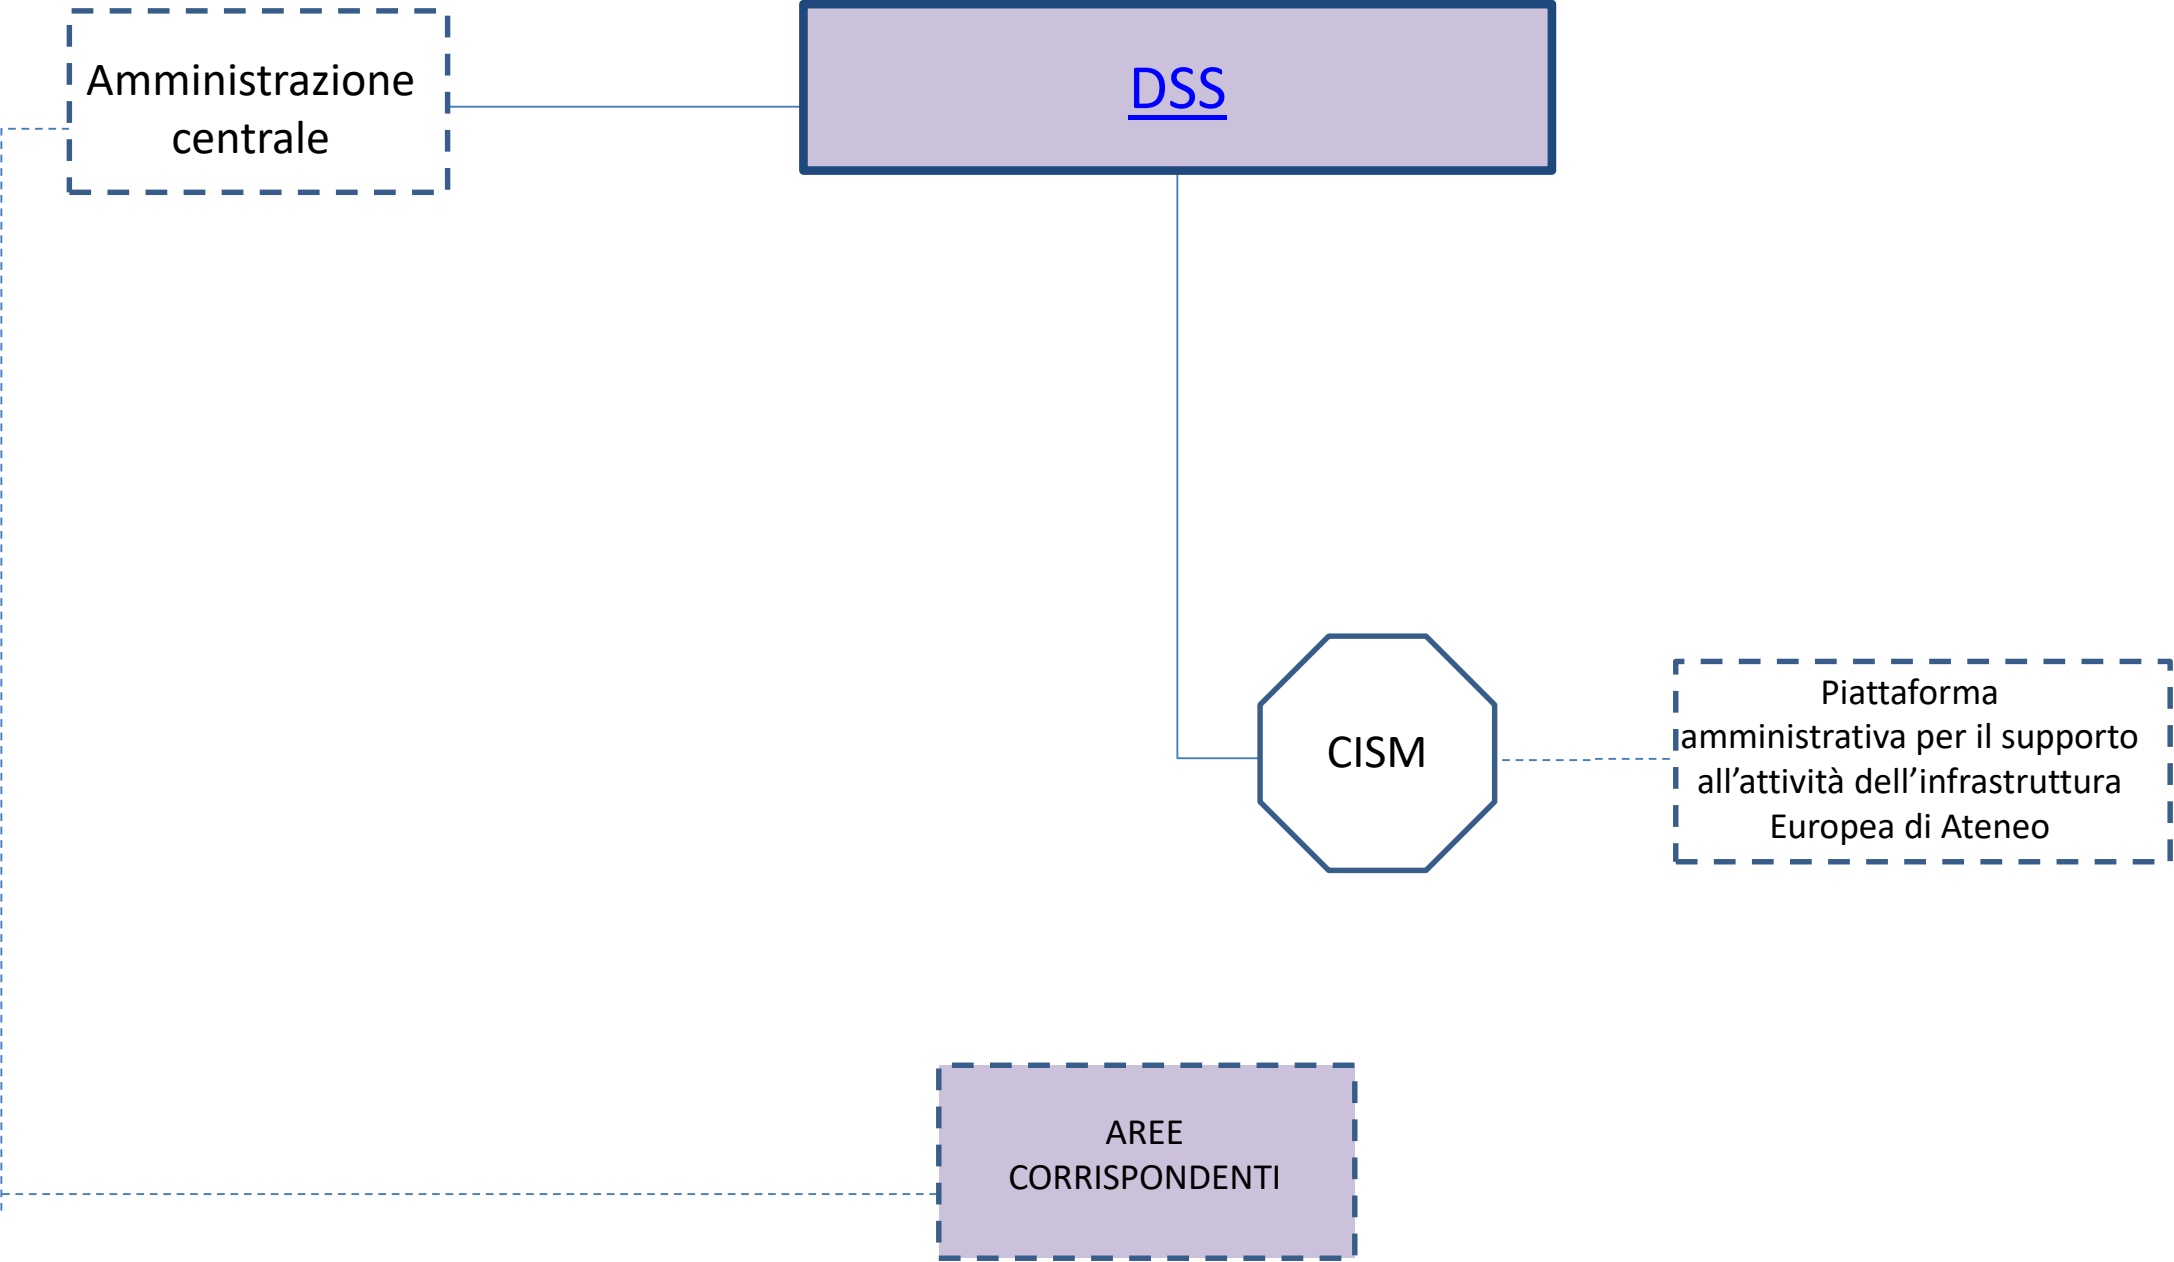 Amministrazione
centrale
DSS
CISM
Piattaforma
amministrativa per il supporto
all’attività dell’infrastruttura
Europea di Ateneo
AREE
CORRISPONDENTI